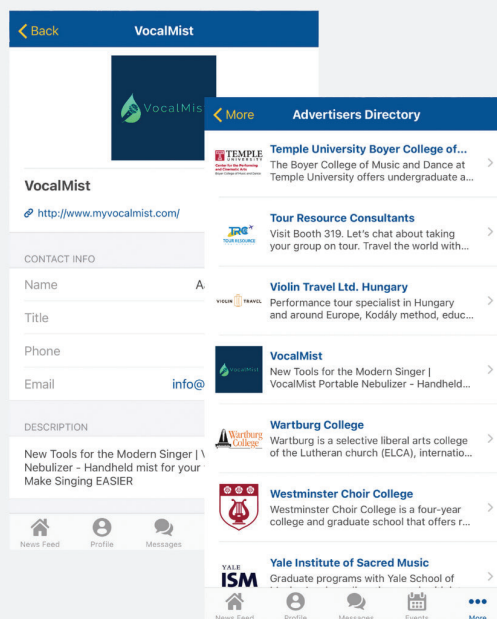 Back
VocalMist
VocalMist
VocalMist
http://www.myvocalmist.com/
CONTACT INFO
Name
Title
Phone
Email
info@
DESCRIPTION
New Tools for the Modern Singer |
Nebulizer - Handheld mist for your
Make Singing EASIER
News Feed
Profile
Messages
More
Advertisers Directory
TEMPLE
UNIVERSITY
Temple University Boyer College of...
The Boyer College of Music and Dance at
Temple University offers undergraduate a...
TRC
TOUR RESOURCE
Tour Resource Consultants
Visit Booth 319. Let's chat about taking
your group on tour. Travel the world with...
VIOLIN TRAVEL
Violin Travel Ltd. Hungary
Performance tour specialist in Hungary
and around Europe, Kodály method, educ...
VocalMist
VocalMist
New Tools for the Modern Singer |
VocalMist Portable Nebulizer - Handheld...
Wartburg
College
Wartburg College
Wartburg is a selective liberal arts college
of the Lutheran church (ELCA), internatio...
Westminster Choir College
Westminster Choir College is a four-year
college and graduate school that offers r...
YALE
ISM
Yale Institute of Sacred Music
Graduate programs with Yale School of
News Feed
Profile
Messages
Events
More